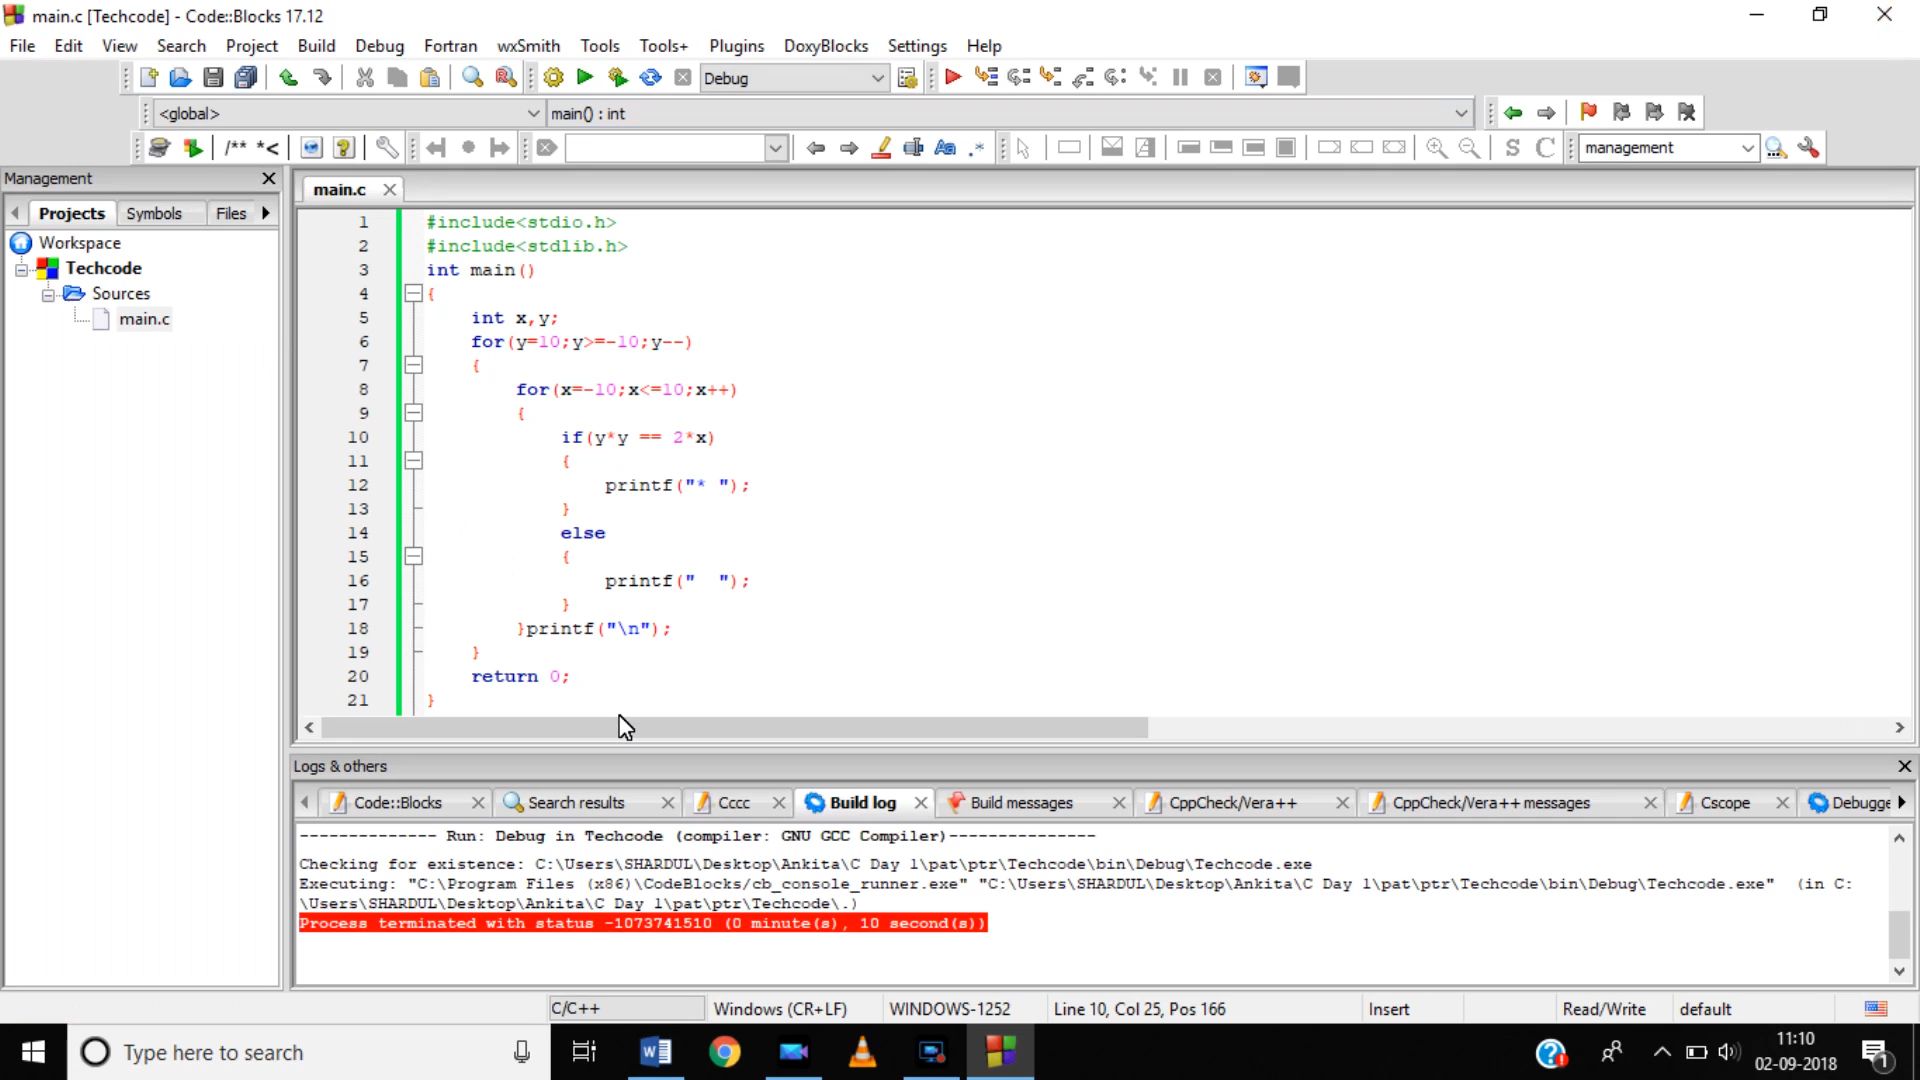 main.c [Techcode] - Code::Blocks 17.12
File Edit View Search Project Build Debug Fortran wxSmith Tools Tools+ Plugins DoxyBlocks Settings Help
Debug
<global> main() : int
/** *< Aa .* S C management
Management
main.c
Projects Symbols Files
Workspace
Techcode
Sources
main.c
1 #include<stdio.h>
2 #include<stdlib.h>
3 int main()
4 {
5 int x,y;
6 for(y=10;y>=-10;y--)
7 {
8 for(x=-10;x<=10;x++)
9 {
10 if(y*y == 2*x)
11 {
12 printf("* ");
13 }
14 else
15 {
16 printf("  ");
17 }
18 }printf("\n");
19 }
20 return 0;
21 }
Logs & others
Code::Blocks Search results Cccc Build log Build messages CppCheck/Vera++ CppCheck/Vera++ messages Cscope Debugge
-------------- Run: Debug in Techcode (compiler: GNU GCC Compiler)---------------
Checking for existence: C:\Users\SHARDUL\Desktop\Ankita\C Day 1\pat\ptr\Techcode\bin\Debug\Techcode.exe
Executing: "C:\Program Files (x86)\CodeBlocks/cb_console_runner.exe" "C:\Users\SHARDUL\Desktop\Ankita\C Day 1\pat\ptr\Techcode\bin\Debug\Techcode.exe"  (in C:
\Users\SHARDUL\Desktop\Ankita\C Day 1\pat\ptr\Techcode\.)
Process terminated with status -1073741510 (0 minute(s), 10 second(s))
C/C++ Windows (CR+LF) WINDOWS-1252 Line 10, Col 25, Pos 166 Insert Read/Write default
Type here to search
11:10
02-09-2018
1